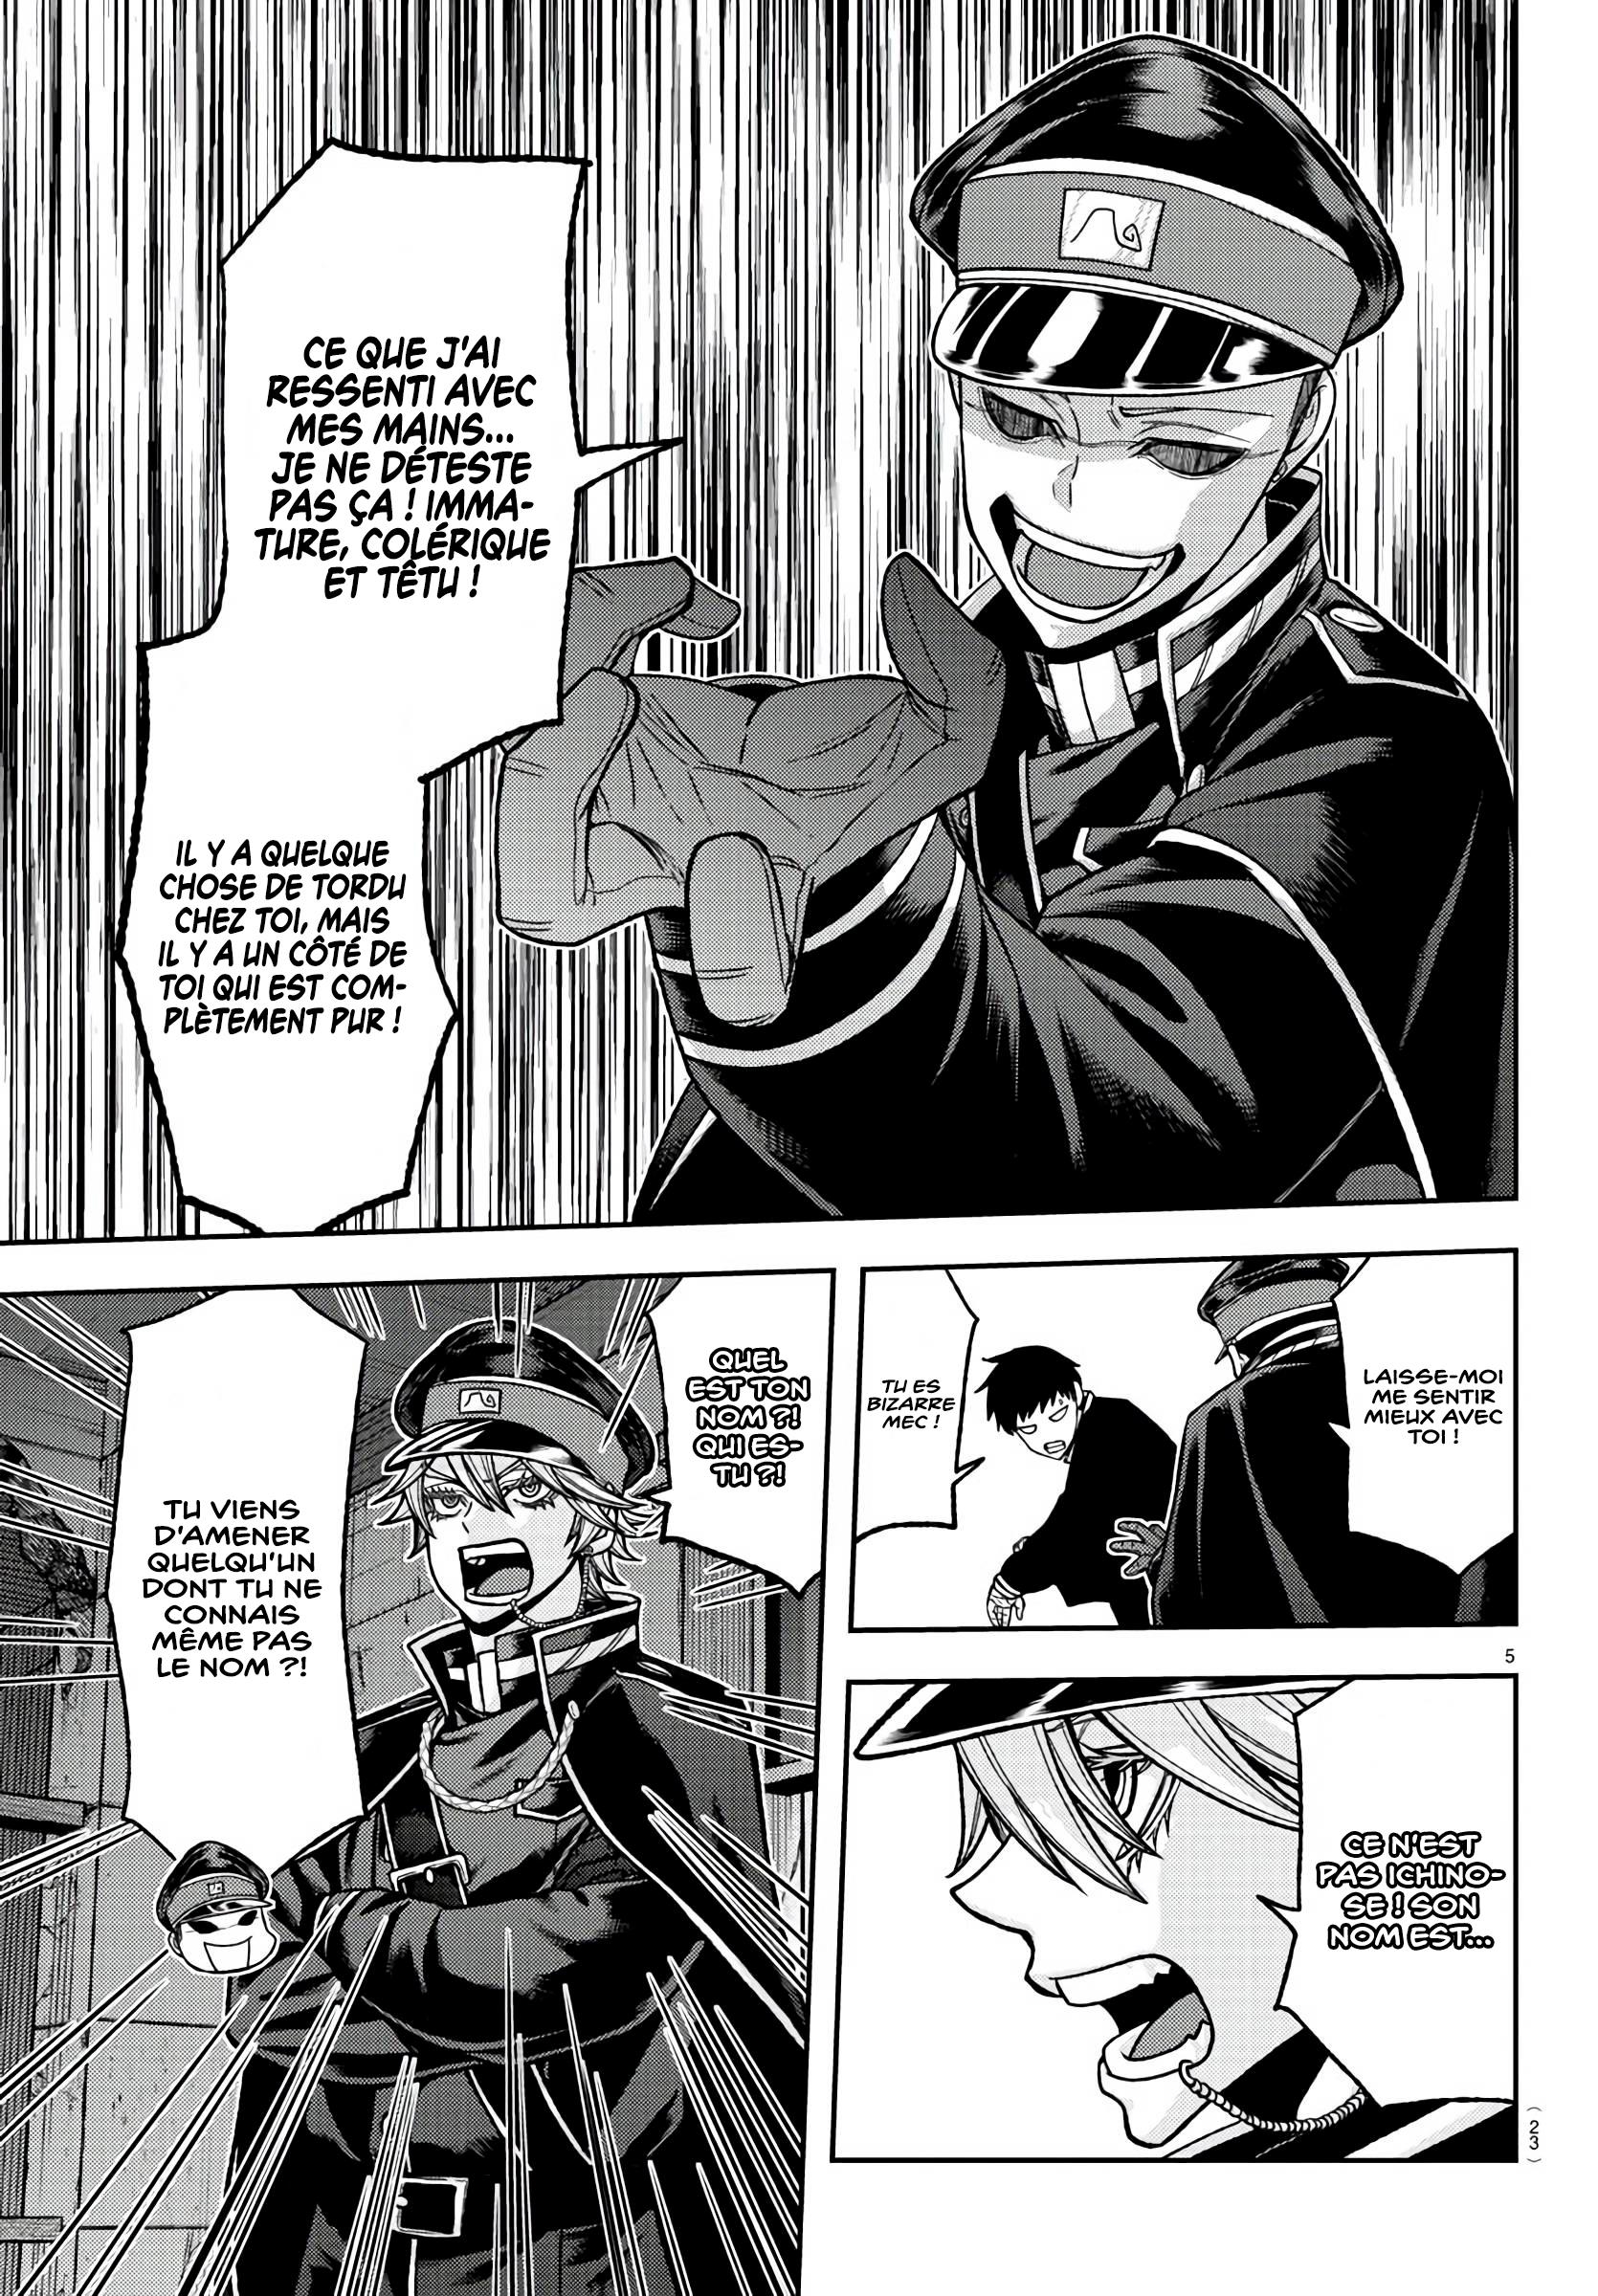 CE QUE J'AI
RESSENTI AVEC
MES MAINS...
JE NE DÉTESTE
PAS ÇA ! IMMA-
TURE, COLÉRIQUE
ET TÊTU !
IL Y A QUELQUE
CHOSE DE TORDU
CHEZ TOI, MAIS
IL Y A UN CÔTÉ DE
TOI QUI EST COM-
PLÈTEMENT PUR !
LAISSE-MOI
ME SENTIR
MIEUX AVEC
TOI !
TU ES
BIZARRE
MEC !
5
CE N'EST
PAS ICHINO-
SE ! SON
NOM EST...
QUEL
EST TON
NOM ?!
QUI ES-
TU ?!
TU VIENS
D'AMENER
QUELQU'UN
DONT TU NE
CONNAIS
MÊME PAS
LE NOM ?!
(23)